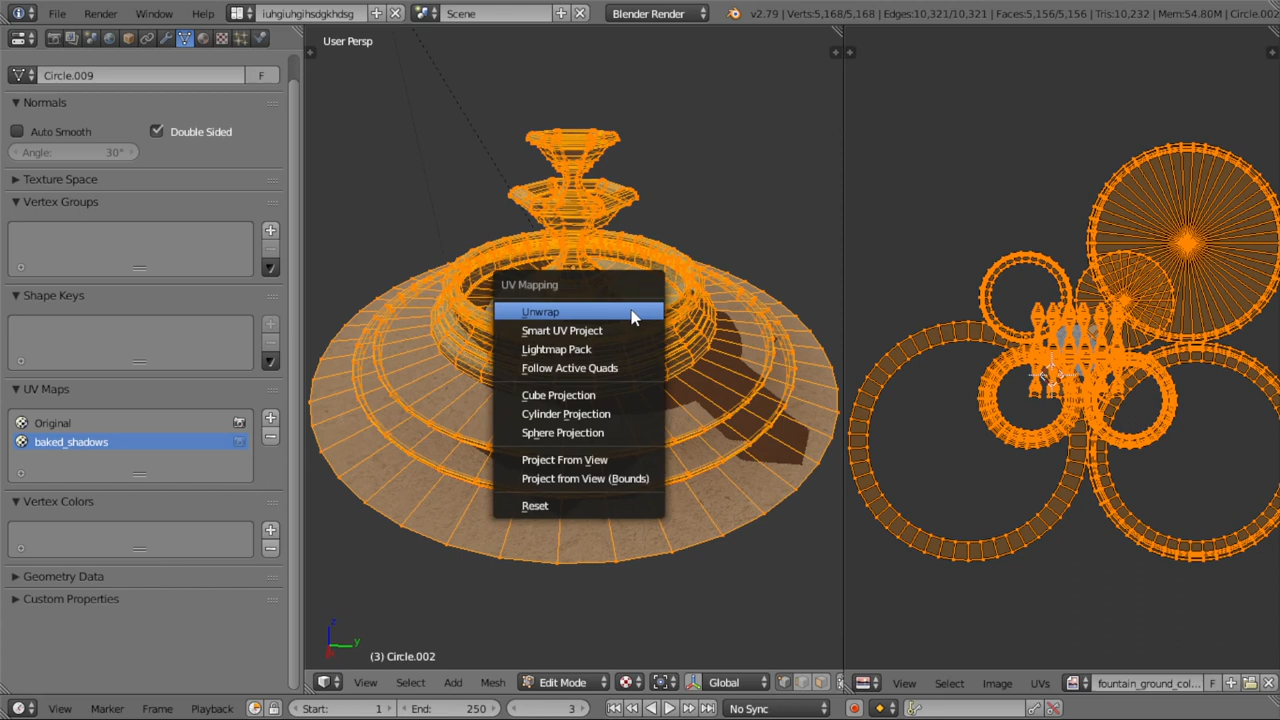 File Render Window Help iuhgiuhgihsdgkhdsg Scene Blender Render v2.79 | Verts:5,168/5,168 | Edges:10,321/10,321 | Faces:5,156/5,156 | Tris:10,232 | Mem:54.80M | Circle.002
User Persp
Circle.009 F
Normals
Auto Smooth Double Sided
Angle: 30°
Texture Space
Vertex Groups
Shape Keys
UV Maps
Original
baked_shadows
Vertex Colors
Geometry Data
Custom Properties
UV Mapping
Unwrap
Smart UV Project
Lightmap Pack
Follow Active Quads
Cube Projection
Cylinder Projection
Sphere Projection
Project From View
Project from View (Bounds)
Reset
z
y
(3) Circle.002
View Select Add Mesh Edit Mode Global
View Select Image UVs fountain_ground_col... F
View Marker Frame Playback Start: 1 End: 250 3 No Sync